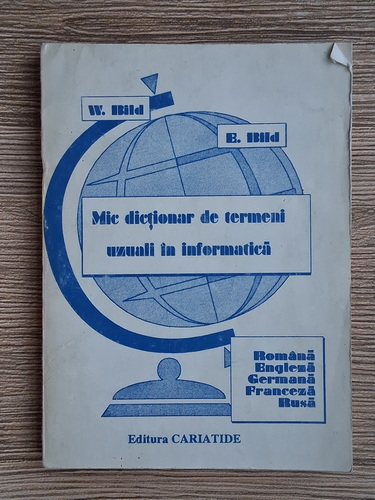 W. Bild
E. Bild
Mic dicționar de termeni
uzuali în informatică
Română
Engleză
Germană
Franceză
Rusă
Editura CARIATIDE